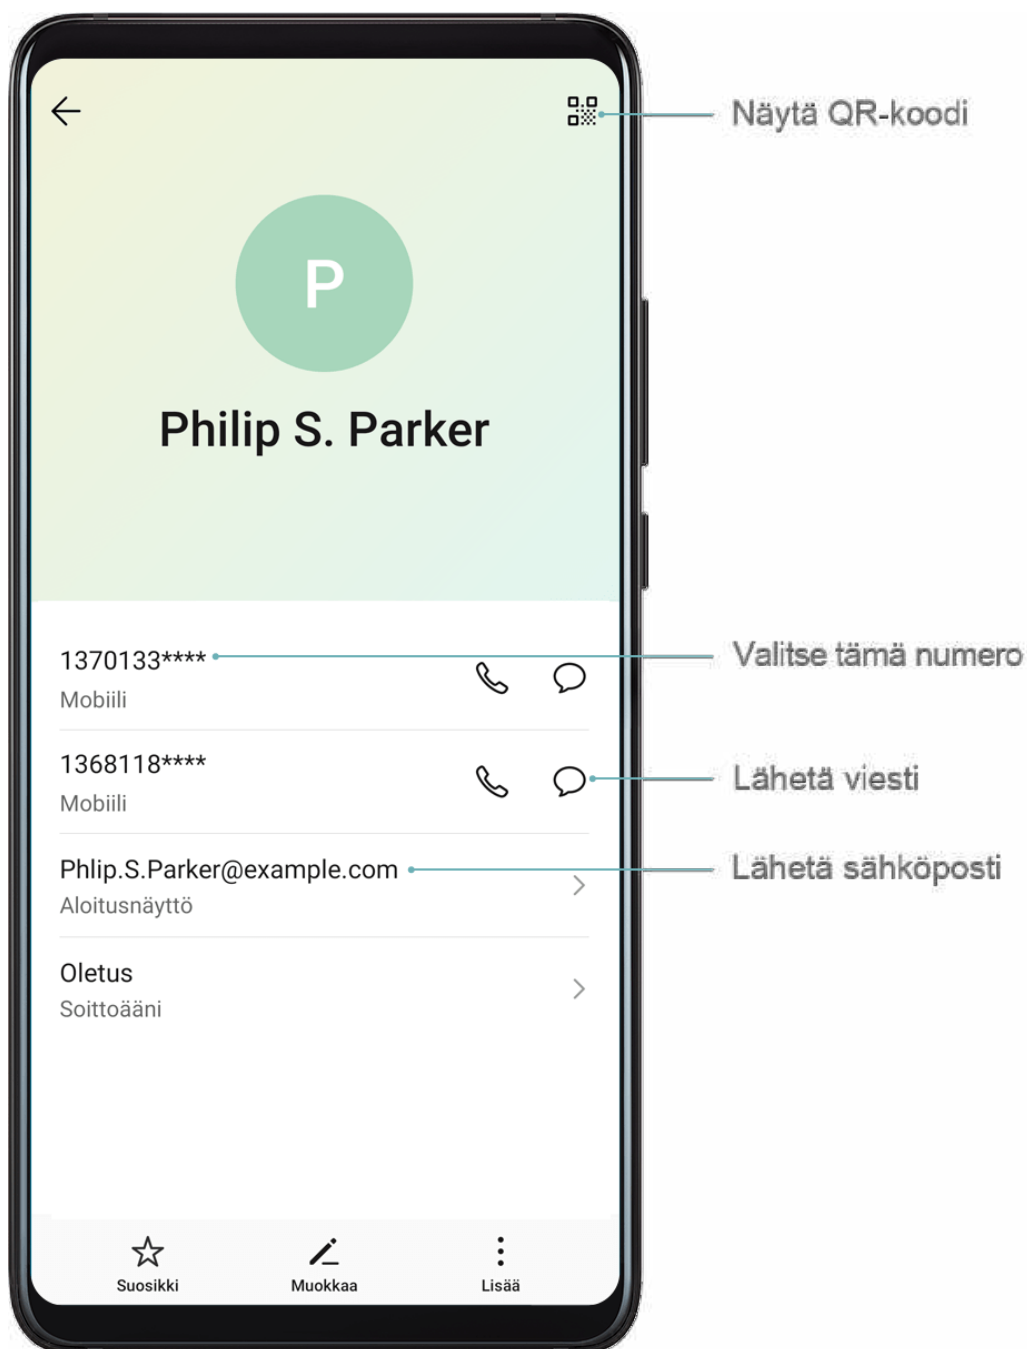 Näytä QR-koodi
P
Philip S. Parker
1370133****
Valitse tämä numero
Mobiili
1368118****
Lähetä viesti
Mobiili
Phlip.S.Parker@example.com
Lähetä sähköposti
Aloitusnäyttö
Oletus
Soittoääni
Suosikki
Muokkaa
Lisää